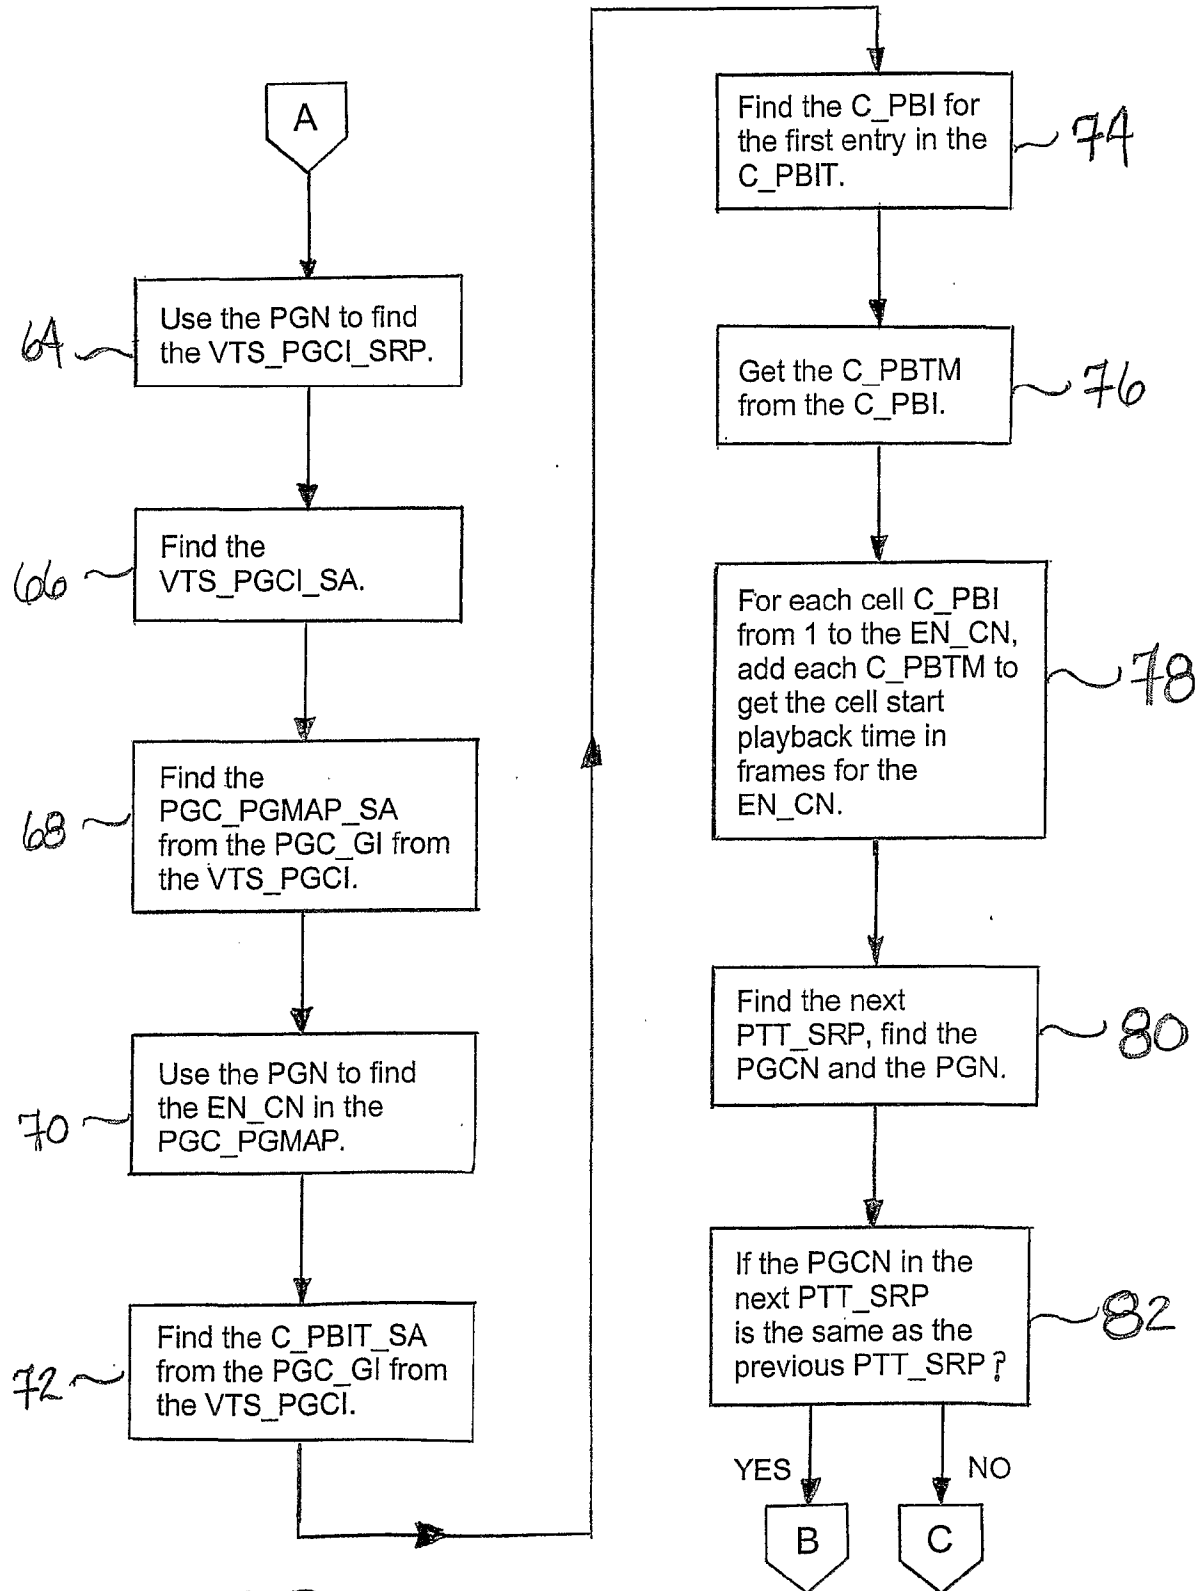 A
Use the PGN to find
the VTS_PGCI_SRP.
64
Find the
VTS_PGCI_SA.
66
Find the
PGC_PGMAP_SA
from the PGC_GI from
the VTS_PGCI.
68
Use the PGN to find
the EN_CN in the
PGC_PGMAP.
70
Find the C_PBIT_SA
from the PGC_GI from
the VTS_PGCI.
72
Find the C_PBI for
the first entry in the
C_PBIT.
74
Get the C_PBTM
from the C_PBI.
76
For each cell C_PBI
from 1 to the EN_CN,
add each C_PBTM to
get the cell start
playback time in
frames for the
EN_CN.
78
Find the next
PTT_SRP, find the
PGCN and the PGN.
80
If the PGCN in the
next PTT_SRP
is the same as the
previous PTT_SRP?
82
YES
NO
B
C